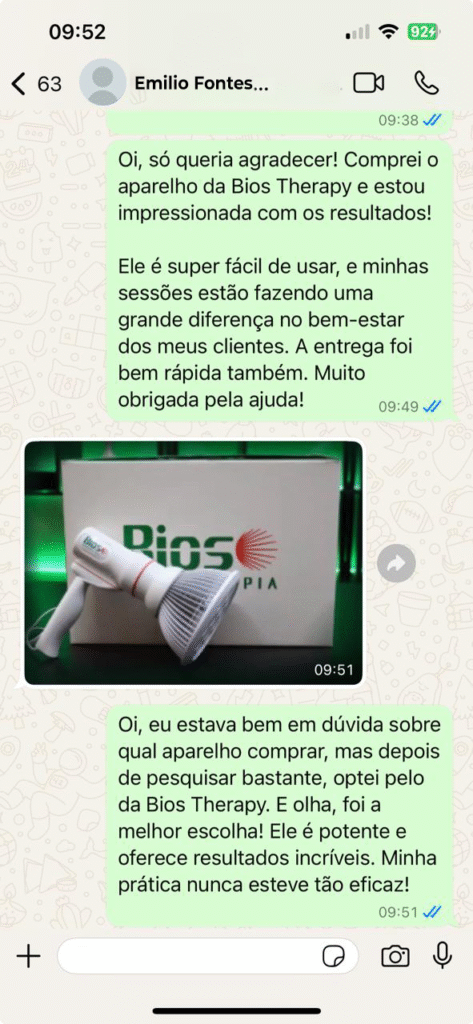 09:52
92
63
Emilio Fontes...
09:38
Oi, só queria agradecer! Comprei o
aparelho da Bios Therapy e estou
impressionada com os resultados!
Ele é super fácil de usar, e minhas
sessões estão fazendo uma
grande diferença no bem-estar
dos meus clientes. A entrega foi
bem rápida também. Muito
obrigada pela ajuda!
09:49
Bios
Bios
PIA
09:51
Oi, eu estava bem em dúvida sobre
qual aparelho comprar, mas depois
de pesquisar bastante, optei pelo
da Bios Therapy. E olha, foi a
melhor escolha! Ele é potente e
oferece resultados incríveis. Minha
prática nunca esteve tão eficaz!
09:51